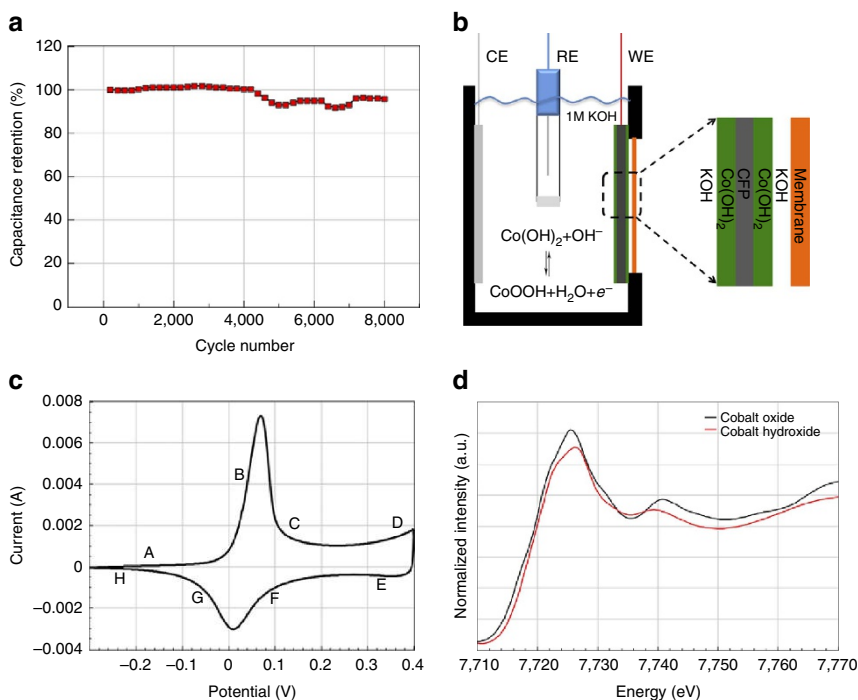 a
120
100
80
60
40
20
0
Capacitance retention (%)
0 2,000 4,000 6,000 8,000
Cycle number
b
CE RE WE
1M KOH
Co(OH)₂+OH⁻
CoOOH+H₂O+e⁻
KOH
Co(OH)₂
CFP
Co(OH)₂
KOH
Membrane
c
0.008
0.006
0.004
0.002
0
−0.002
−0.004
Current (A)
A
B
C
D
E
F
G
H
−0.2 −0.1 0 0.1 0.2 0.3 0.4
Potential (V)
d
Cobalt oxide
Cobalt hydroxide
Normalized intensity (a.u.)
7,710 7,720 7,730 7,740 7,750 7,760 7,770
Energy (eV)